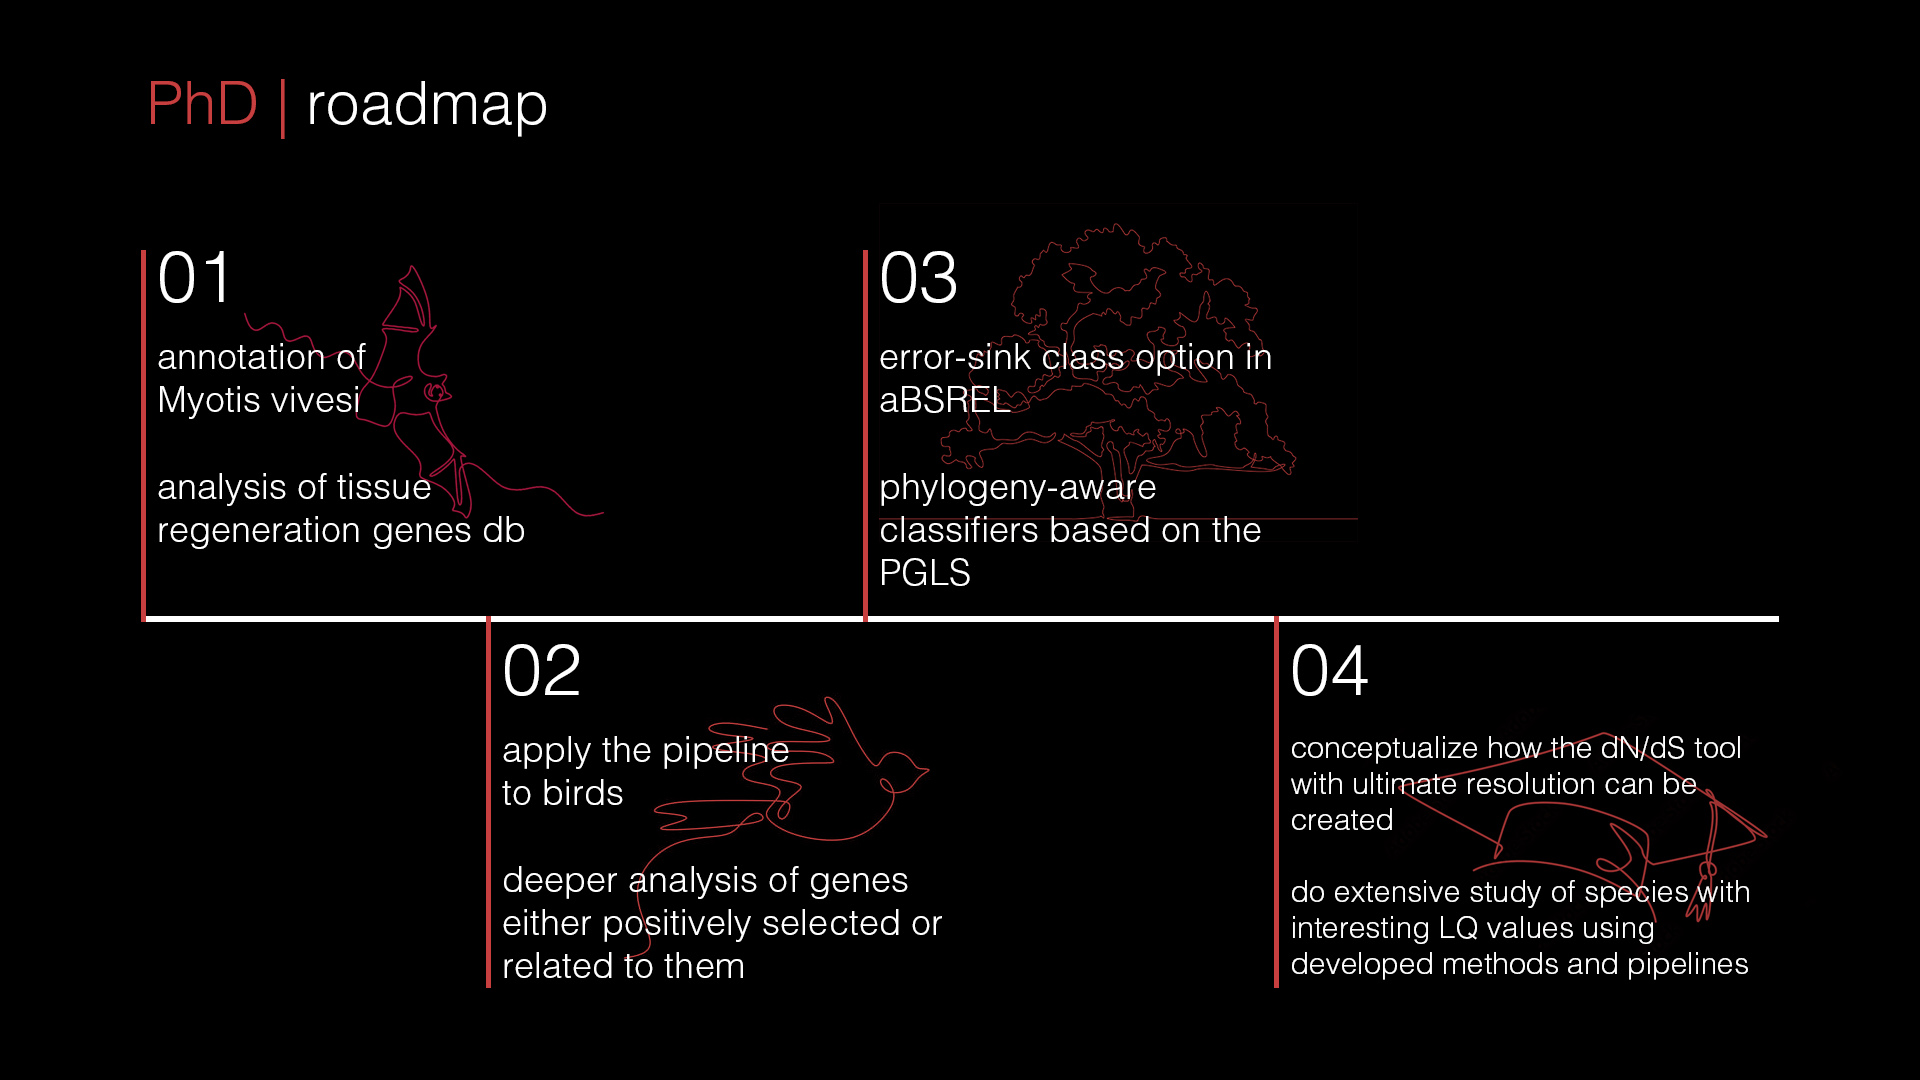 PhD | roadmap
01
annotation of
Myotis vivesi
analysis of tissue
regeneration genes db
02
apply the pipeline
to birds
deeper analysis of genes
either positively selected or
related to them
03
error-sink class option in
aBSREL
phylogeny-aware
classifiers based on the
PGLS
04
conceptualize how the dN/dS tool
with ultimate resolution can be
created
do extensive study of species with
interesting LQ values using
developed methods and pipelines